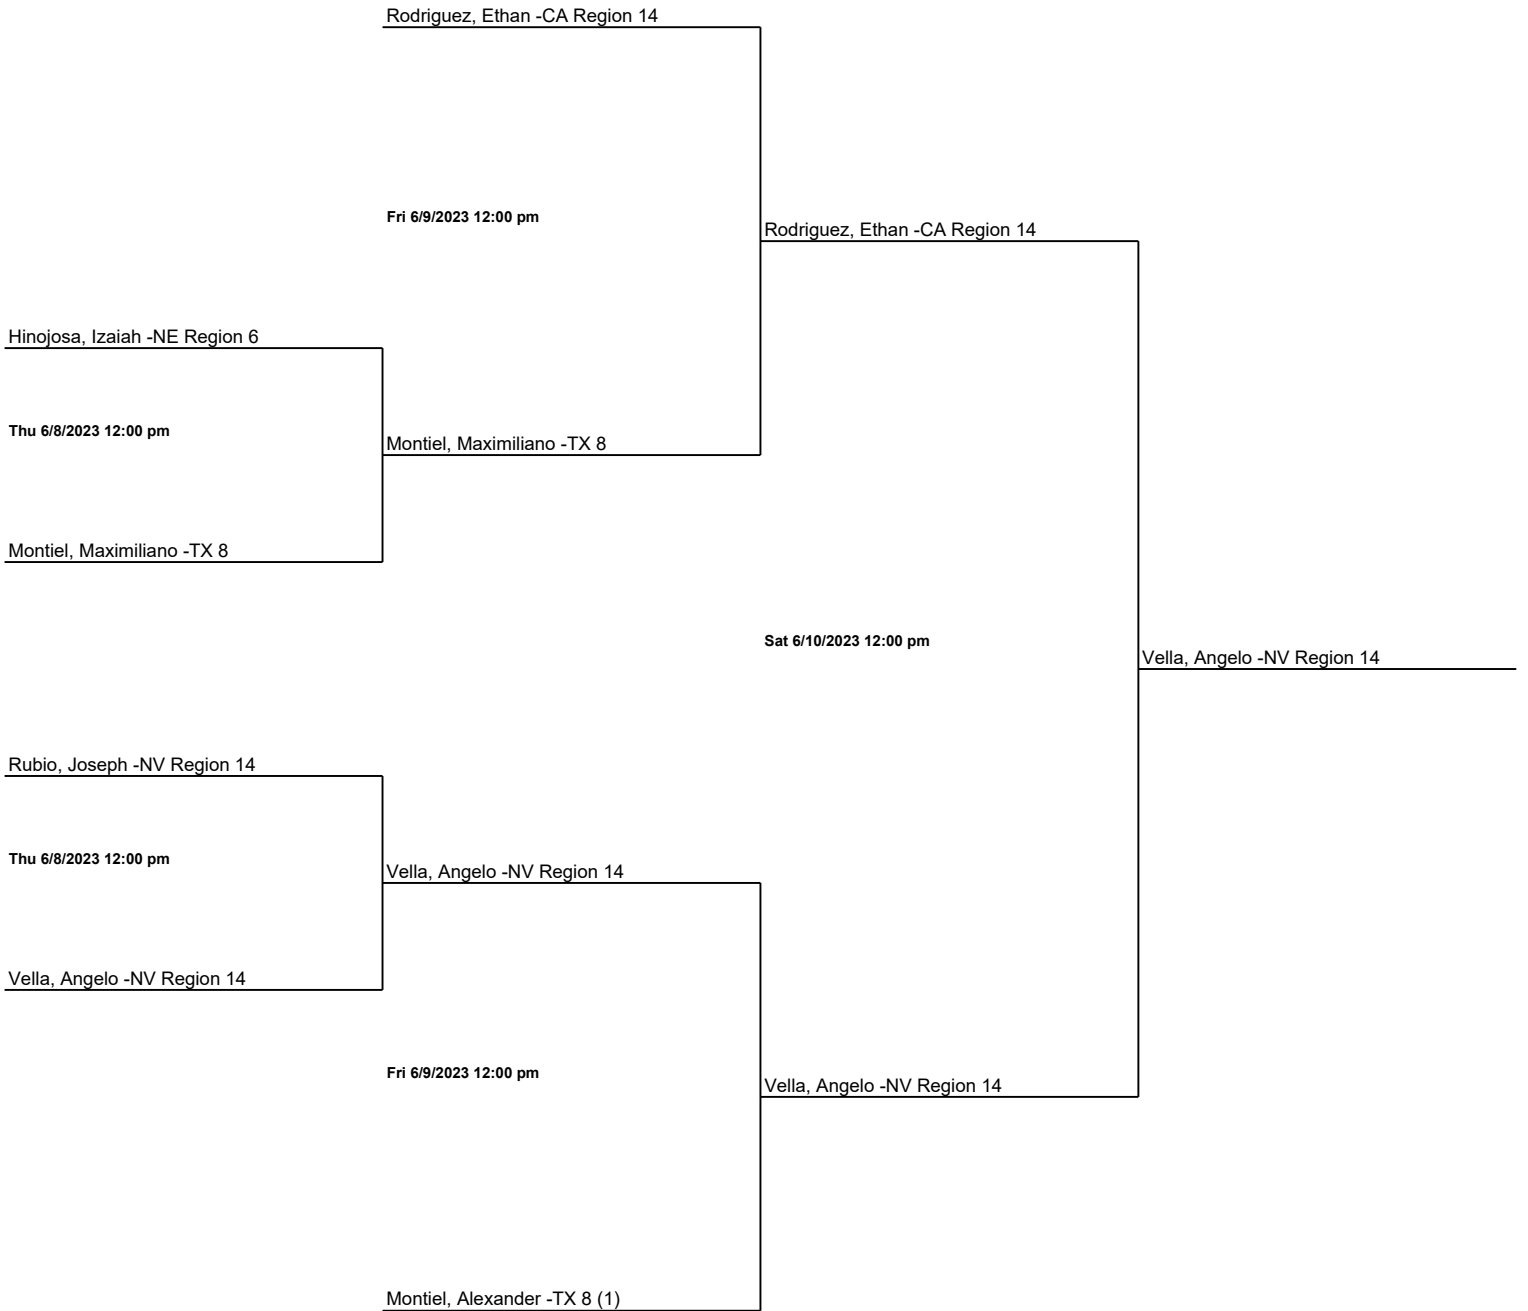 Rodriguez, Ethan -CA Region 14
Fri 6/9/2023 12:00 pm
Rodriguez, Ethan -CA Region 14
Hinojosa, Izaiah -NE Region 6
Thu 6/8/2023 12:00 pm
Montiel, Maximiliano -TX 8
Montiel, Maximiliano -TX 8
Sat 6/10/2023 12:00 pm
Vella, Angelo -NV Region 14
Rubio, Joseph -NV Region 14
Thu 6/8/2023 12:00 pm
Vella, Angelo -NV Region 14
Vella, Angelo -NV Region 14
Fri 6/9/2023 12:00 pm
Vella, Angelo -NV Region 14
Montiel, Alexander -TX 8 (1)